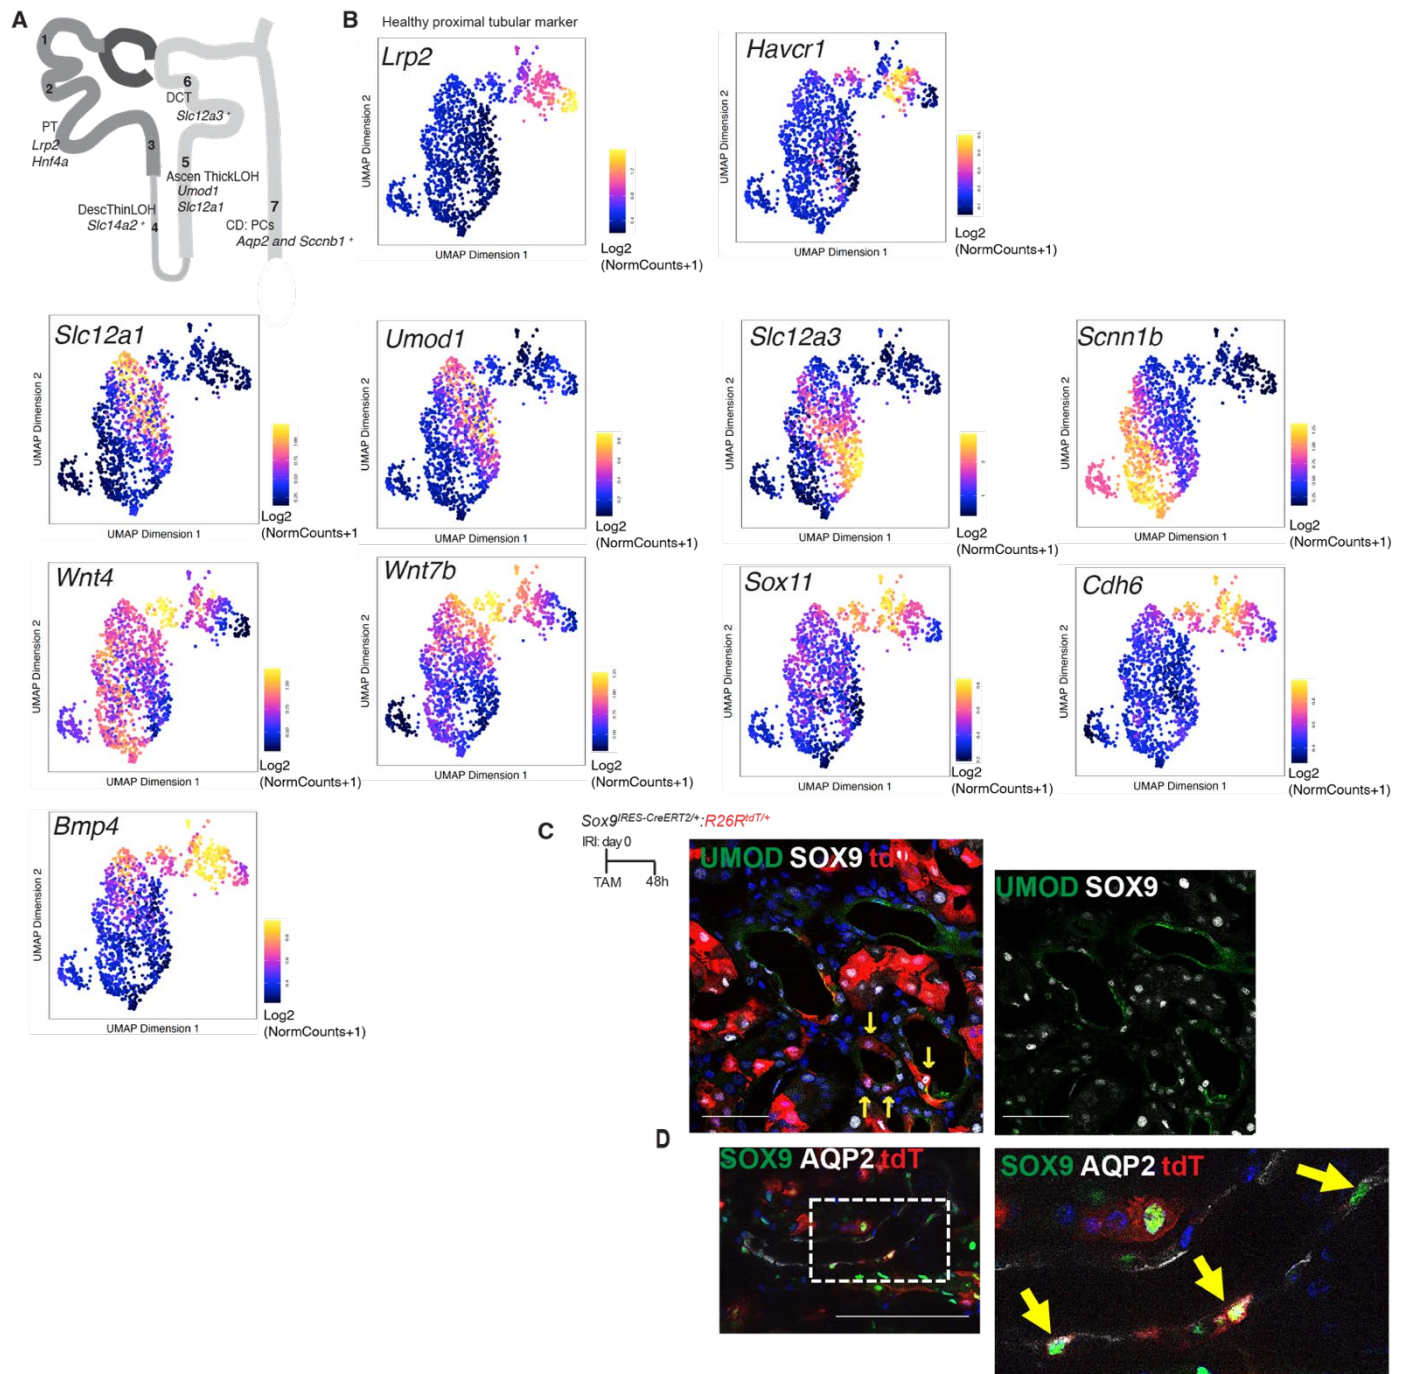 A
1
2
PT
Lrp2
Hnf4a
3
6
DCT
Slc12a3 +
5
Ascen ThickLOH
Umod1
Slc12a1
DescThinLOH
Slc14a2 + 4
7
CD: PCs
Aqp2 and Sccnb1 +
B
Healthy proximal tubular marker
Lrp2
UMAP Dimension 2
UMAP Dimension 1
Log2
(NormCounts+1)
Havcr1
UMAP Dimension 2
UMAP Dimension 1
Log2
(NormCounts+1)
Slc12a1
UMAP Dimension 2
UMAP Dimension 1
Log2
(NormCounts+1
Umod1
UMAP Dimension 2
UMAP Dimension 1
Log2
(NormCounts+1)
Slc12a3
UMAP Dimension 2
UMAP Dimension 1
Log2
(NormCounts+1)
Scnn1b
UMAP Dimension 2
UMAP Dimension 1
Log2
(NormCounts+1)
Wnt4
UMAP Dimension 2
UMAP Dimension 1
Log2
(NormCounts+1)
Wnt7b
UMAP Dimension 2
UMAP Dimension 1
Log2
(NormCounts+1)
Sox11
UMAP Dimension 2
UMAP Dimension 1
Log2
(NormCounts+1)
Cdh6
UMAP Dimension 2
UMAP Dimension 1
Log2
(NormCounts+1)
Bmp4
UMAP Dimension 2
UMAP Dimension 1
Log2
(NormCounts+1)
C
Sox9IRES-CreERT2/+:R26RtdT/+
IRI: day 0
TAM 48h
UMOD SOX9 td
UMOD SOX9
D
SOX9 AQP2 tdT
SOX9 AQP2 tdT